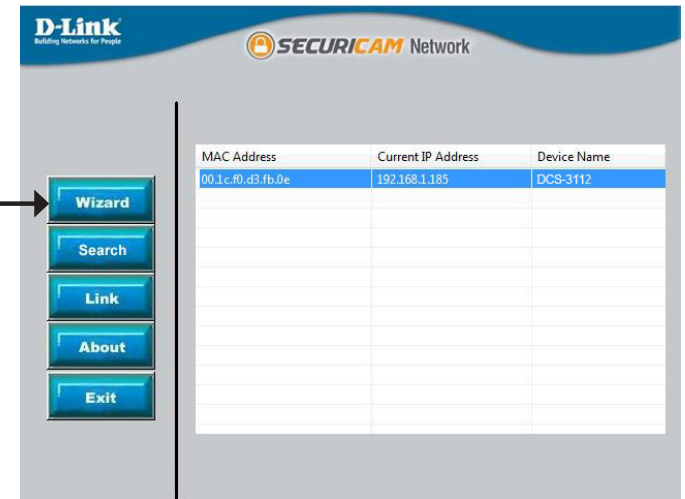 D-Link
Building Networks for People
SECURICAM Network
MAC Address Current IP Address Device Name
00.1c.f0.d3.fb.0e 192.168.1.185 DCS-3112
Wizard
Search
Link
About
Exit